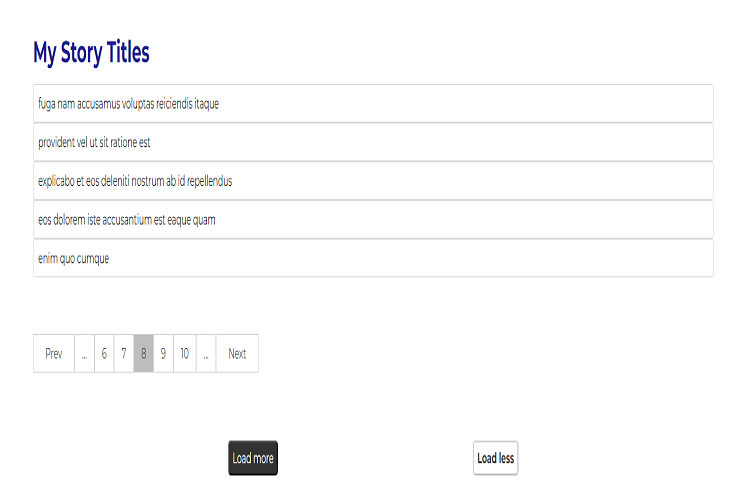 My Story Titles
fuga nam accusamus voluptas reiciendis itaque
provident vel ut sit ratione est
explicabo et eos deleniti nostrum ab id repellendus
eos dolorem iste accusantium est eaque quam
enim quo cumque
Prev ... 6 7 8 9 10 ... Next
Load more Load less